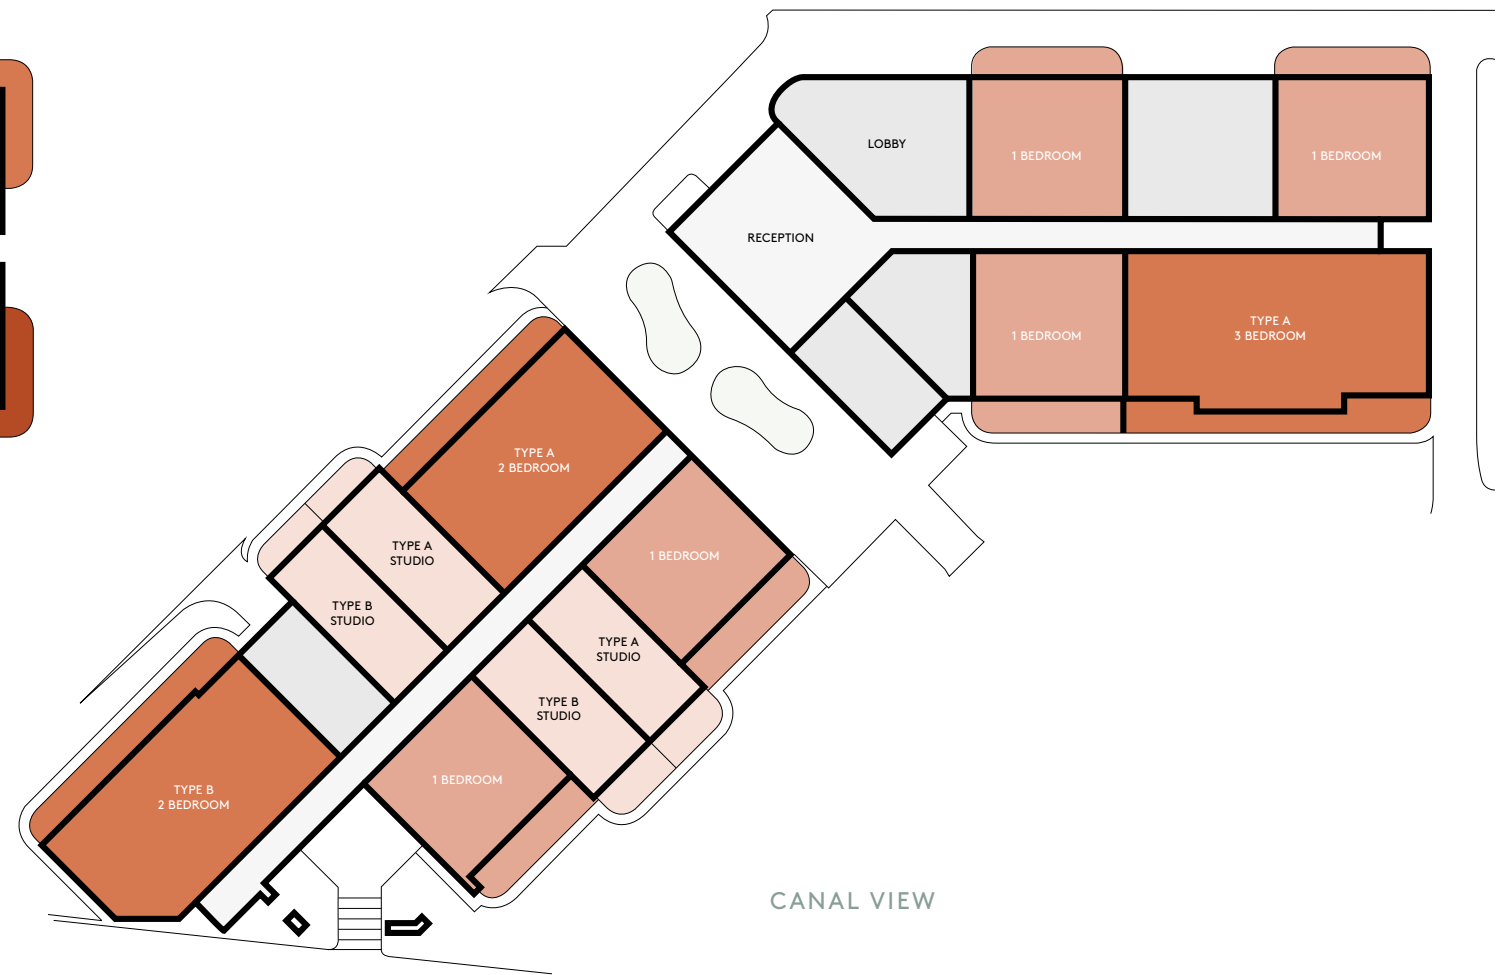 LOBBY
1 BEDROOM
1 BEDROOM
RECEPTION
1 BEDROOM
TYPE A
3 BEDROOM
TYPE A
2 BEDROOM
TYPE A
STUDIO
1 BEDROOM
TYPE B
STUDIO
TYPE A
STUDIO
TYPE B
STUDIO
1 BEDROOM
TYPE B
2 BEDROOM
CANAL VIEW